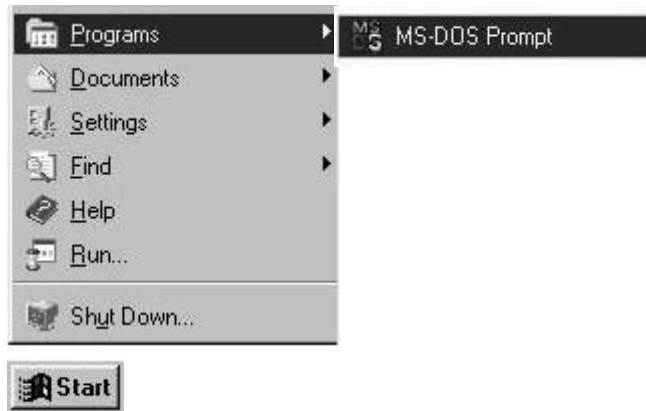 Programs
MS-DOS Prompt
Documents
Settings
Find
Help
Run...
Shut Down...
Start